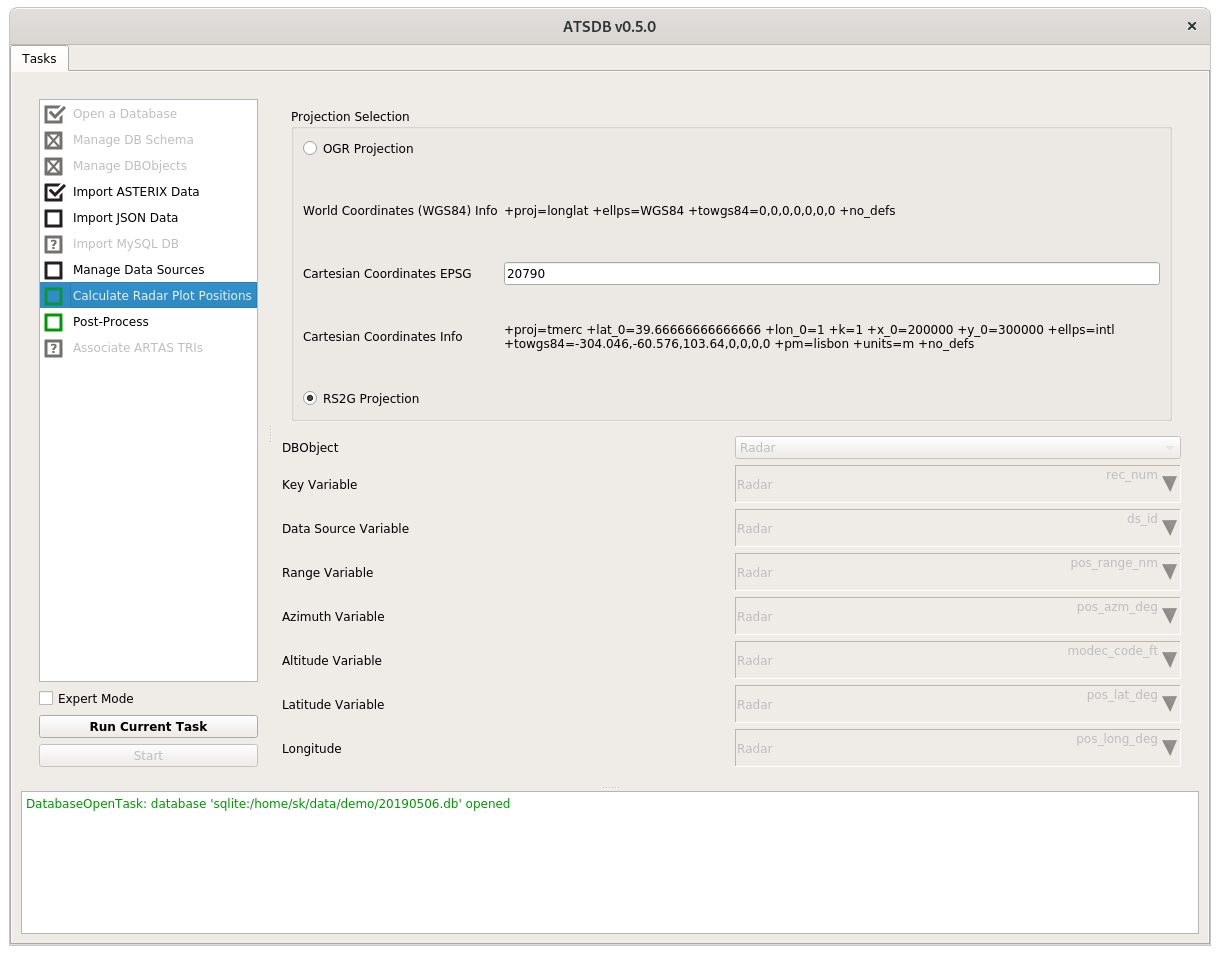 ATSDB v0.5.0
Tasks
Open a Database
Manage DB Schema
Manage DBObjects
Import ASTERIX Data
Import JSON Data
? Import MySQL DB
Manage Data Sources
Calculate Radar Plot Positions
Post-Process
? Associate ARTAS TRIs
Expert Mode
Run Current Task
Start
Projection Selection
OGR Projection
World Coordinates (WGS84) Info +proj=longlat +ellps=WGS84 +towgs84=0,0,0,0,0,0,0 +no_defs
Cartesian Coordinates EPSG 20790
Cartesian Coordinates Info
+proj=tmerc +lat_0=39.66666666666666 +lon_0=1 +k=1 +x_0=200000 +y_0=300000 +ellps=intl
+towgs84=-304.046,-60.576,103.64,0,0,0,0 +pm=lisbon +units=m +no_defs
RS2G Projection
DBObject Radar
Key Variable Radar rec_num
Data Source Variable Radar ds_id
Range Variable Radar pos_range_nm
Azimuth Variable Radar pos_azm_deg
Altitude Variable Radar modec_code_ft
Latitude Variable Radar pos_lat_deg
Longitude Radar pos_long_deg
DatabaseOpenTask: database 'sqlite:/home/sk/data/demo/20190506.db' opened